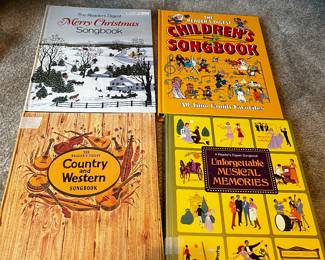 The Reader's Digest
Merry Christmas
Songbook
THE READER'S DIGEST
CHILDREN'S
SONGBOOK
All-Time Family Favorites
THE READER'S DIGEST
Country
and
Western
SONGBOOK
A Reader's Digest Songbook
Unforgettable
MUSICAL
MEMORIES